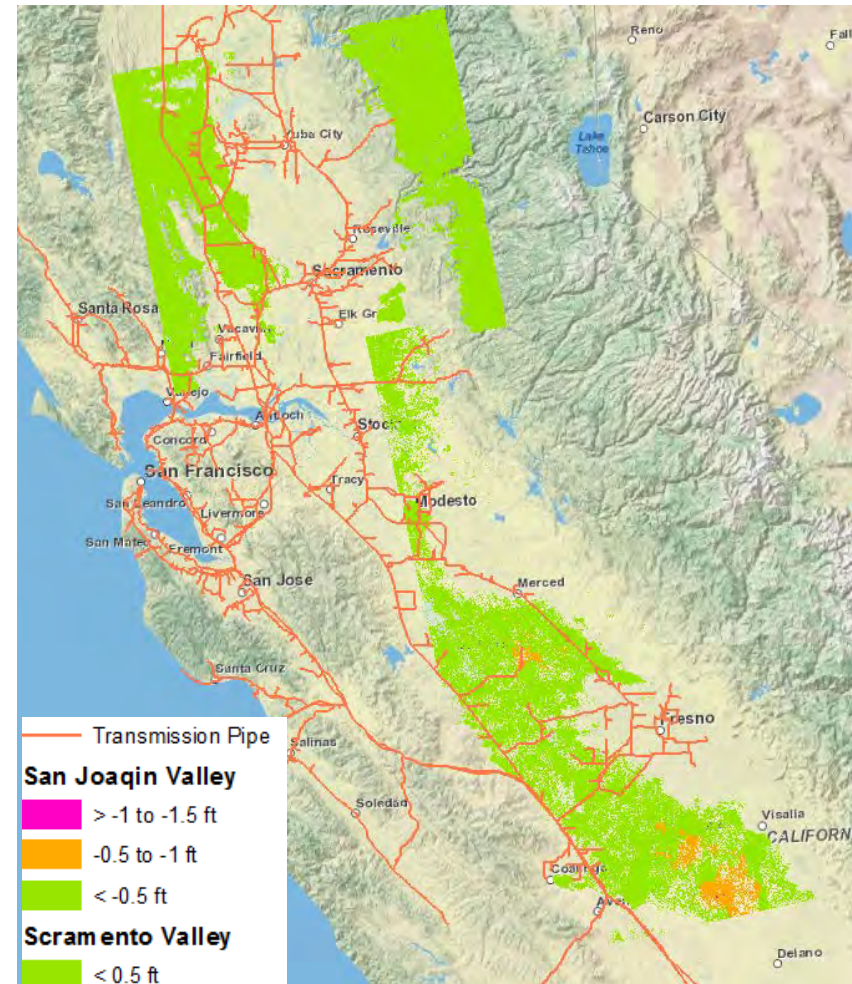 Reno
Fall
Carson City
Lake
Tahoe
Yuba City
Roseville
Sacramento
Santa Rosa
Elk Gr
Vacaville
Fairfield
Vallejo
Antioch
Concord
Stock
San Francisco
Tracy
Modesto
San Leandro
Livermore
San Mateo
Fremont
San Jose
Merced
Santa Cruz
Fresno
Salinas
Soledad
Visalia
CALIFORN
Coalinga
Ave
Delano
Transmission Pipe
San Joaqin Valley
> -1 to -1.5 ft
-0.5 to -1 ft
< -0.5 ft
Scramento Valley
< 0.5 ft